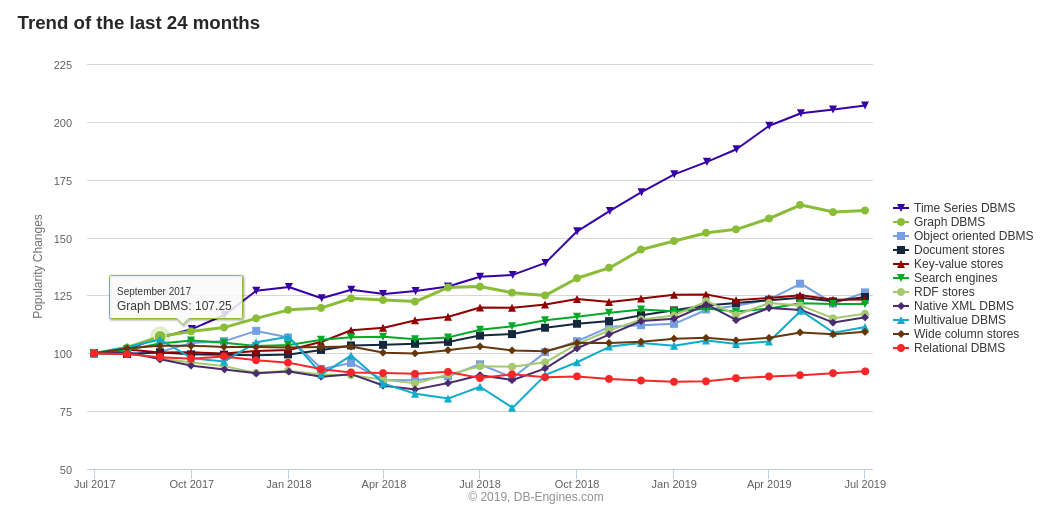 Trend of the last 24 months
225
200
175
150
125
100
75
50
Popularity Changes
September 2017
Graph DBMS: 107.25
Jul 2017
Oct 2017
Jan 2018
Apr 2018
Jul 2018
Oct 2018
Jan 2019
Apr 2019
Jul 2019
© 2019, DB-Engines.com
Time Series DBMS
Graph DBMS
Object oriented DBMS
Document stores
Key-value stores
Search engines
RDF stores
Native XML DBMS
Multivalue DBMS
Wide column stores
Relational DBMS